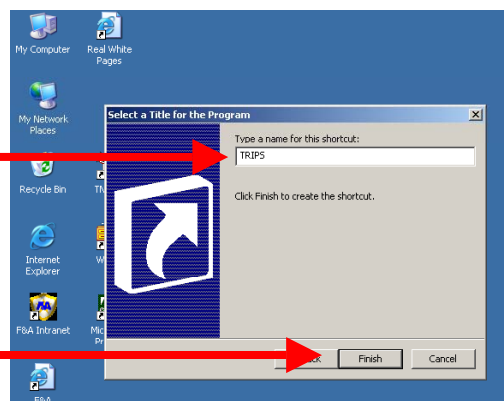 My Computer
Real White
Pages
My Network
Places
Recycle Bin
Internet
Explorer
F&A Intranet
F&A
Select a Title for the Program
Type a name for this shortcut:
TRIPS
Click Finish to create the shortcut.
Finish
Cancel